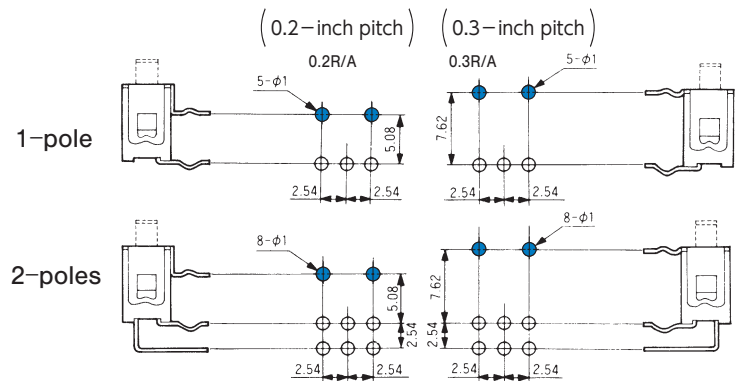 (0.2-inch pitch) (0.3-inch pitch)
0.2R/A 0.3R/A
5-φ1 5-φ1
1-pole
5.08 7.62
2.54 2.54 2.54 2.54
8-φ1 8-φ1
2-poles
5.08 7.62
2.54 2.54
2.54 2.54 2.54 2.54